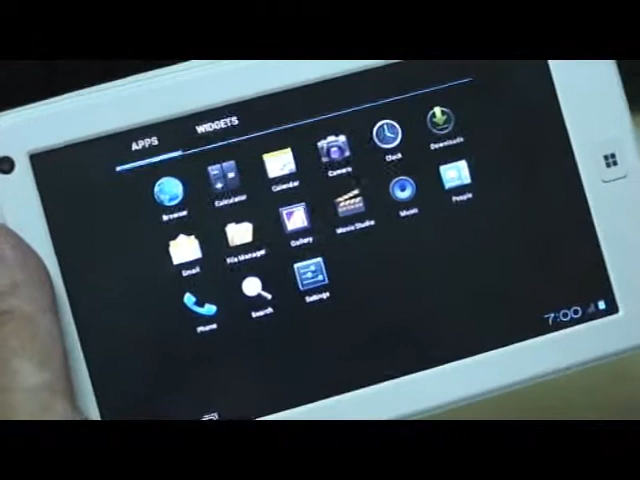 APPS WIDGETS
Browser Calculator Calendar Camera Clock Downloads
Email File Manager Gallery Movie Studio Music People
Phone Search Settings
7:00